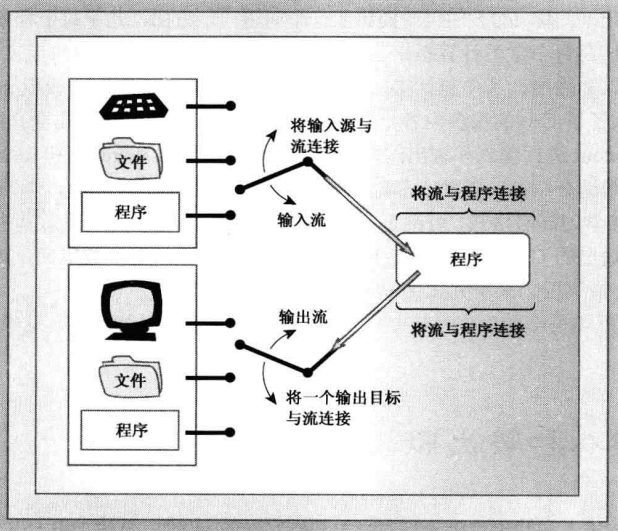 文件
程序
将输入源与
流连接
输入流
将流与程序连接
程序
将流与程序连接
输出流
将一个输出目标
与流连接
文件
程序